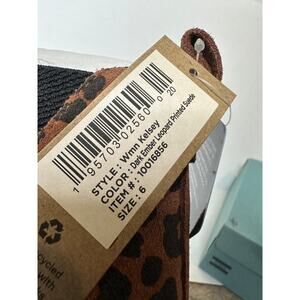 1 95703 02560 0 20
STYLE: Wmn Kelsey
COLOR: Dark Ember Leopard Printed Suede
ITEM #: 10016856
SIZE: 6
ecycled
with